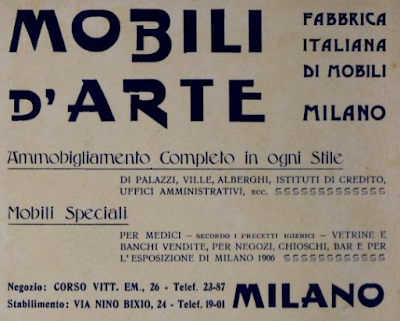 MOBILI D'ARTE
FABBRICA
ITALIANA
DI MOBILI
MILANO
Ammobigliamento Completo in ogni Stile
DI PALAZZI, VILLE, ALBERGHI, ISTITUTI DI CREDITO,
UFFICI AMMINISTRATIVI, ECC.
Mobili Speciali
PER MEDICI – SECONDO I PRECETTI IGIENICI – VETRINE E
BANCHI VENDITE, PER NEGOZI, CHIOSCHI, BAR E PER
L'ESPOSIZIONE DI MILANO 1906
Negozio: CORSO VITT. EM., 26 - Telef. 23-87
Stabilimento: VIA NINO BIXIO, 24 - Telef. 19-01
MILANO